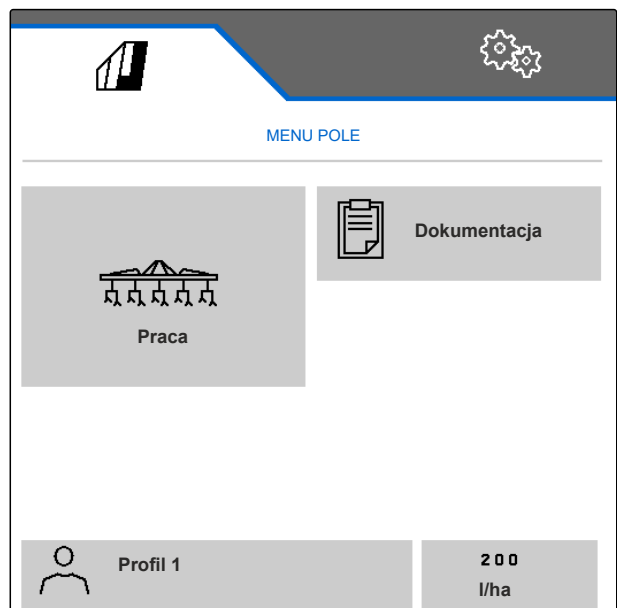 MENU POLE
Dokumentacja
Praca
Profil 1
200
l/ha